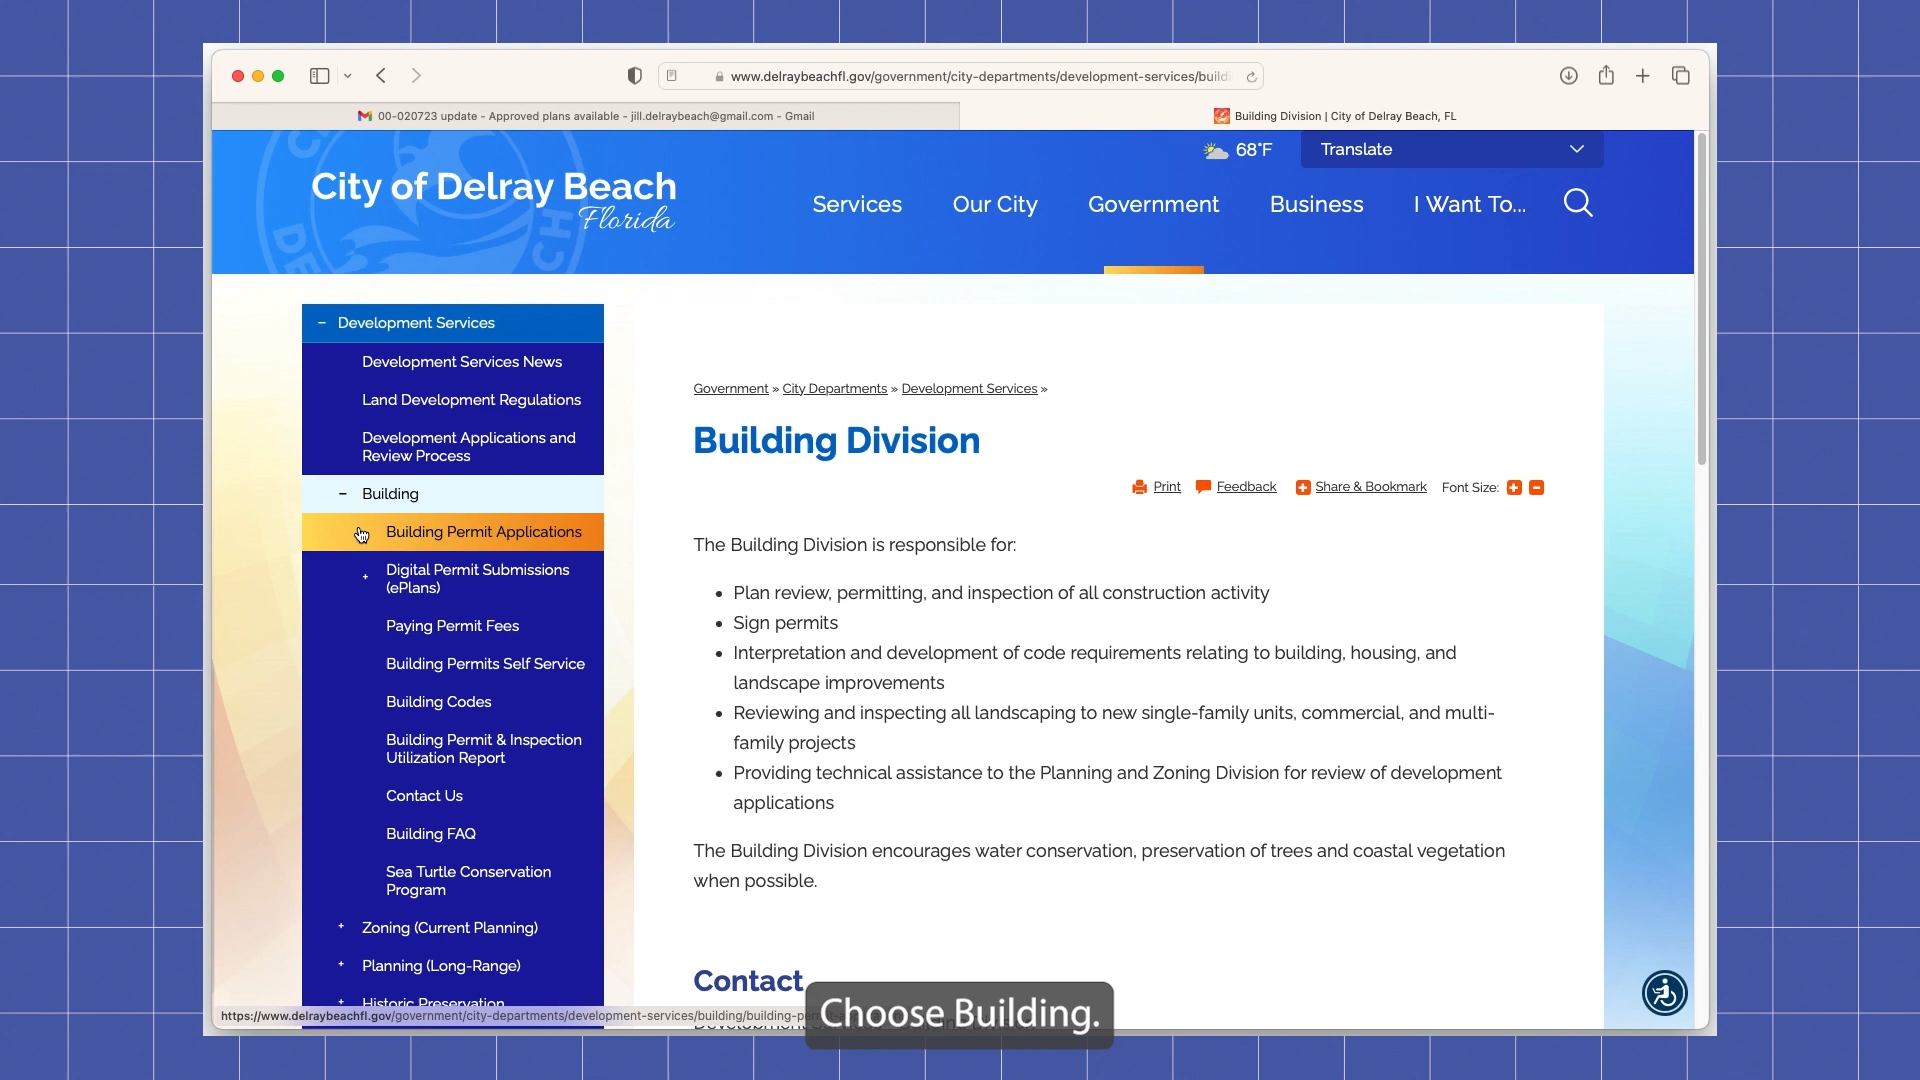 www.delraybeachfl.gov/government/city-departments/development-services/build
00-020723 update - Approved plans available - jill.delraybeach@gmail.com - Gmail
Building Division | City of Delray Beach, FL
68°F
Translate
City of Delray Beach
Florida
Services
Our City
Government
Business
I Want To...
− Development Services
Development Services News
Land Development Regulations
Development Applications and
Review Process
− Building
Building Permit Applications
+ Digital Permit Submissions
(ePlans)
Paying Permit Fees
Building Permits Self Service
Building Codes
Building Permit & Inspection
Utilization Report
Contact Us
Building FAQ
Sea Turtle Conservation
Program
+ Zoning (Current Planning)
+ Planning (Long-Range)
+ Historic Preservation
Government » City Departments » Development Services »
Building Division
Print
Feedback
Share & Bookmark
Font Size:
The Building Division is responsible for:
• Plan review, permitting, and inspection of all construction activity
• Sign permits
• Interpretation and development of code requirements relating to building, housing, and
landscape improvements
• Reviewing and inspecting all landscaping to new single-family units, commercial, and multi-
family projects
• Providing technical assistance to the Planning and Zoning Division for review of development
applications
The Building Division encourages water conservation, preservation of trees and coastal vegetation
when possible.
Contact
https://www.delraybeachfl.gov/government/city-departments/development-services/building/building-pe
Choose Building.